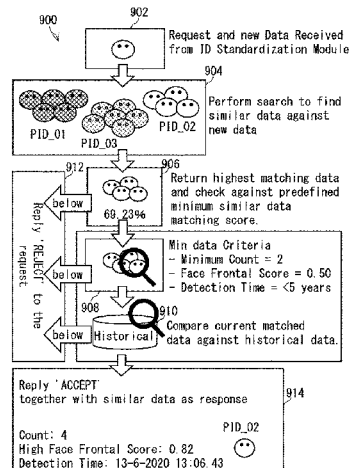 900
902
Request and new Data Received
from ID Standardization Module
904
PID_01
PID_03
PID_02
Perform search to find
similar data against
new data
912
906
Return highest matching data
and check against predefined
minimum similar data
matching score.
69.23%
below
Reply 'REJECT' to the
request
Min data Criteria
- Minimum Count = 2
- Face Frontal Score = 0.50
- Detection Time = <5 years
below
908
910
Historical
Compare current matched
data against historical data.
below
914
Reply 'ACCEPT'
together with similar data as response
PID_02
Count: 4
High Face Frontal Score: 0.82
Detection Time: 13-6-2020 13:06.43